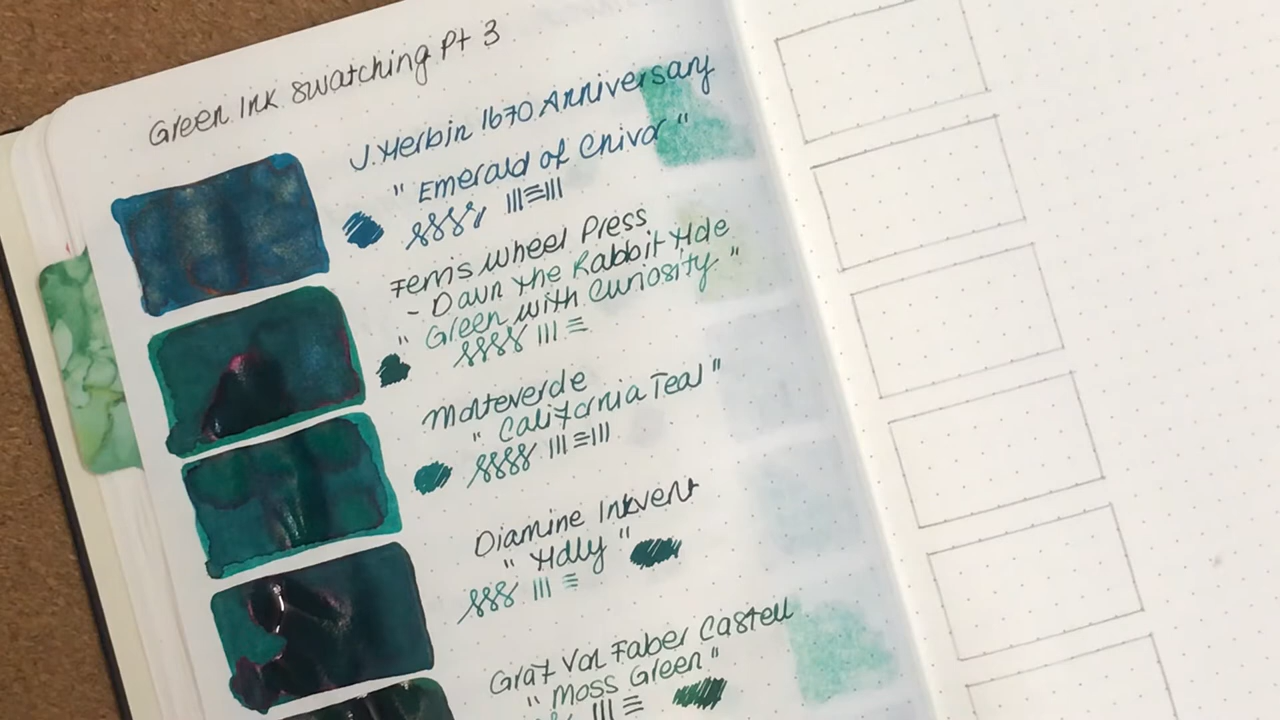 Green Ink Swatching Pt 3
J. Herbin 1670 Anniversary
" Emerald of Chivor "
Ferris Wheel Press
- Down the Rabbit Hole
" Green with Curiosity "
Monteverde
" California Teal "
Diamine Inkvent
" Holly "
Graf Von Faber Castell
" Moss Green "